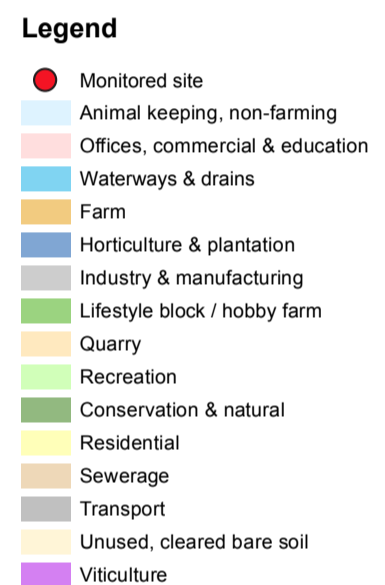 Legend
Monitored site
Animal keeping, non-farming
Offices, commercial & education
Waterways & drains
Farm
Horticulture & plantation
Industry & manufacturing
Lifestyle block / hobby farm
Quarry
Recreation
Conservation & natural
Residential
Sewerage
Transport
Unused, cleared bare soil
Viticulture